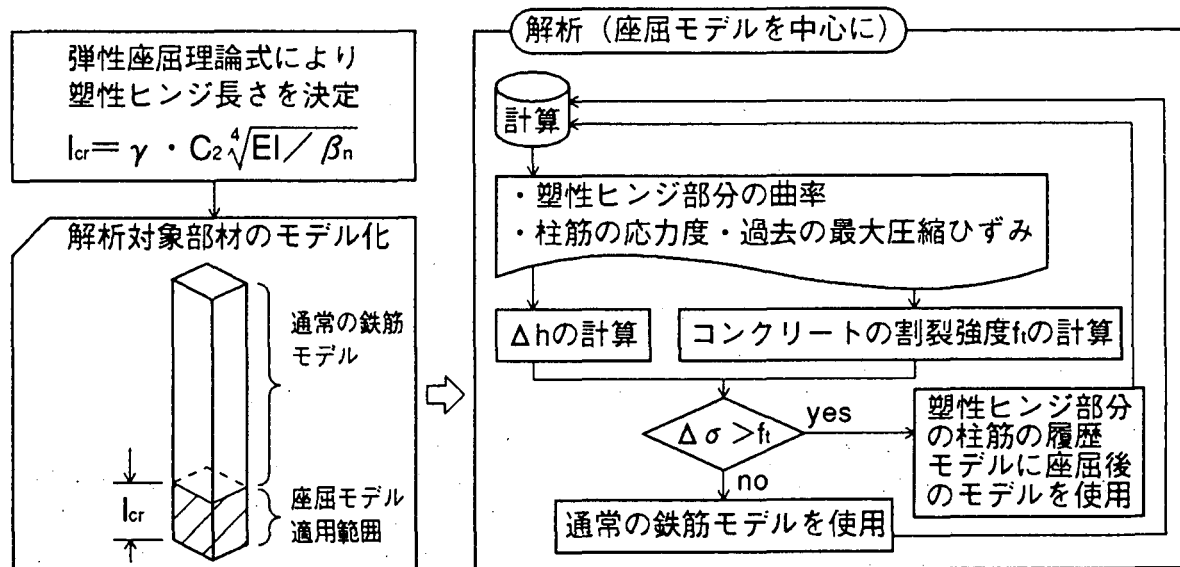 弾性座屈理論式により
塑性ヒンジ長さを決定
lcr= γ ・ C₂ ⁴√EI/ βn
解析対象部材のモデル化
通常の鉄筋
モデル
lcr
座屈モデル
適用範囲
解析（座屈モデルを中心に）
計算
・塑性ヒンジ部分の曲率
・柱筋の応力度・過去の最大圧縮ひずみ
Δhの計算
コンクリートの割裂強度ftの計算
Δσ>ft
yes
no
塑性ヒンジ部分
の柱筋の履歴
モデルに座屈後
のモデルを使用
通常の鉄筋モデルを使用